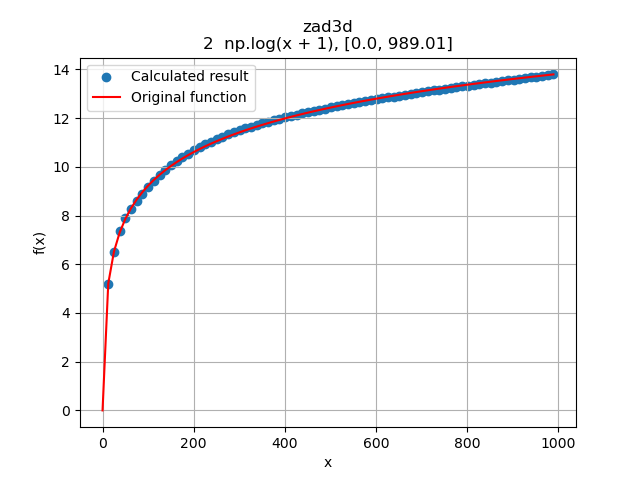 zad3d
2  np.log(x + 1), [0.0, 989.01]
Calculated result
Original function
f(x)
14
12
10
8
6
4
2
0
0 200 400 600 800 1000
x